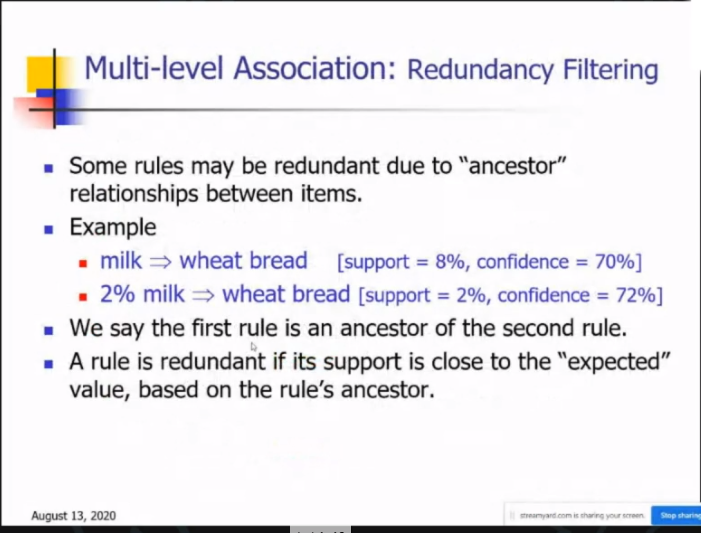 Multi-level Association: Redundancy Filtering
Some rules may be redundant due to “ancestor”
relationships between items.
Example
milk ⇒ wheat bread [support = 8%, confidence = 70%]
2% milk ⇒ wheat bread [support = 2%, confidence = 72%]
We say the first rule is an ancestor of the second rule.
A rule is redundant if its support is close to the “expected”
value, based on the rule’s ancestor.
August 13, 2020
streamyard.com is sharing your screen.
Stop sharing